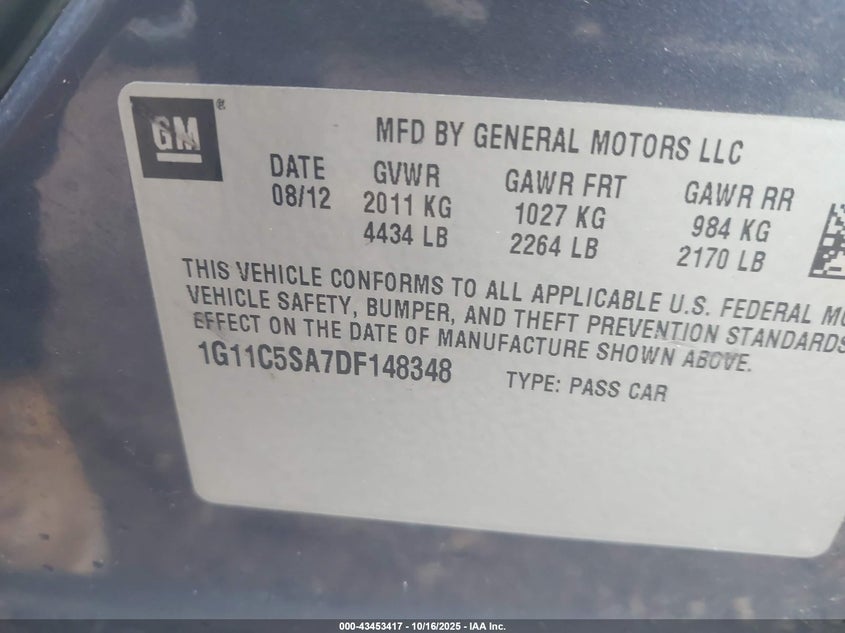 GM®
MFD BY GENERAL MOTORS LLC
DATE GVWR GAWR FRT GAWR RR
08/12 2011 KG 1027 KG 984 KG
4434 LB 2264 LB 2170 LB
THIS VEHICLE CONFORMS TO ALL APPLICABLE U.S. FEDERAL
VEHICLE SAFETY, BUMPER, AND THEFT PREVENTION STANDARDS
EFFECT ON THE DATE OF MANUFACTURE SHOWN ABOVE.
1G11C5SA7DF148348 TYPE: PASS CAR
000-43453417 - 10/16/2025 - IAA Inc.